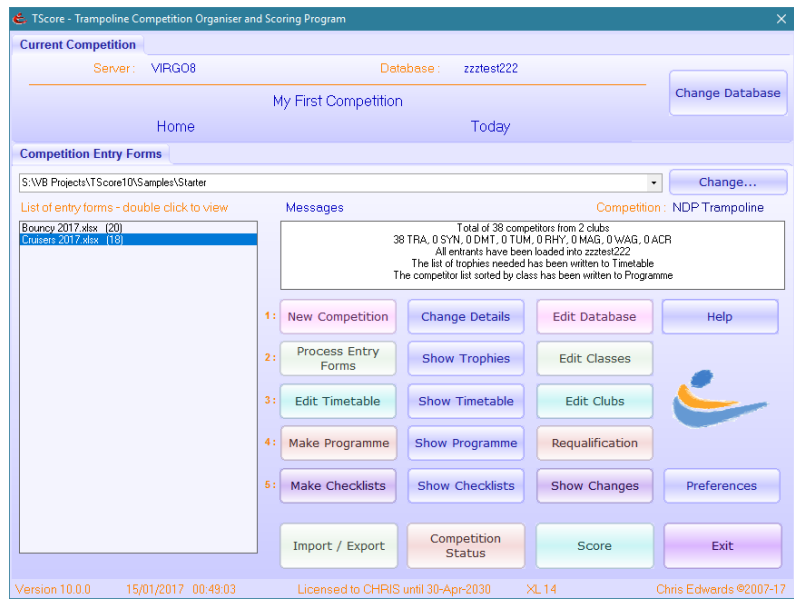 TScore - Trampoline Competition Organiser and Scoring Program
Current Competition
Server : VIRGO8 Database : zzztest222
Change Database
My First Competition
Home Today
Competition Entry Forms
S:\VB Projects\TScore10\Samples\Starter Change...
List of entry forms - double click to view Messages Competition : NDP Trampoline
Bouncy 2017.xlsx (20)
Cruisers 2017.xlsx (18)
Total of 38 competitors from 2 clubs
38 TRA, 0 SYN, 0 DMT, 0 TUM, 0 RHY, 0 MAG, 0 WAG, 0 ACR
All entrants have been loaded into zzztest222
The list of trophies needed has been written to Timetable
The competitor list sorted by class has been written to Programme
1 : New Competition Change Details Edit Database Help
2 : Process Entry Forms Show Trophies Edit Classes
3 : Edit Timetable Show Timetable Edit Clubs
4 : Make Programme Show Programme Requalification
5 : Make Checklists Show Checklists Show Changes Preferences
Import / Export Competition Status Score Exit
Version 10.0.0 15/01/2017 00:49:03 Licensed to CHRIS until 30-Apr-2030 XL 14 Chris Edwards ©2007-17